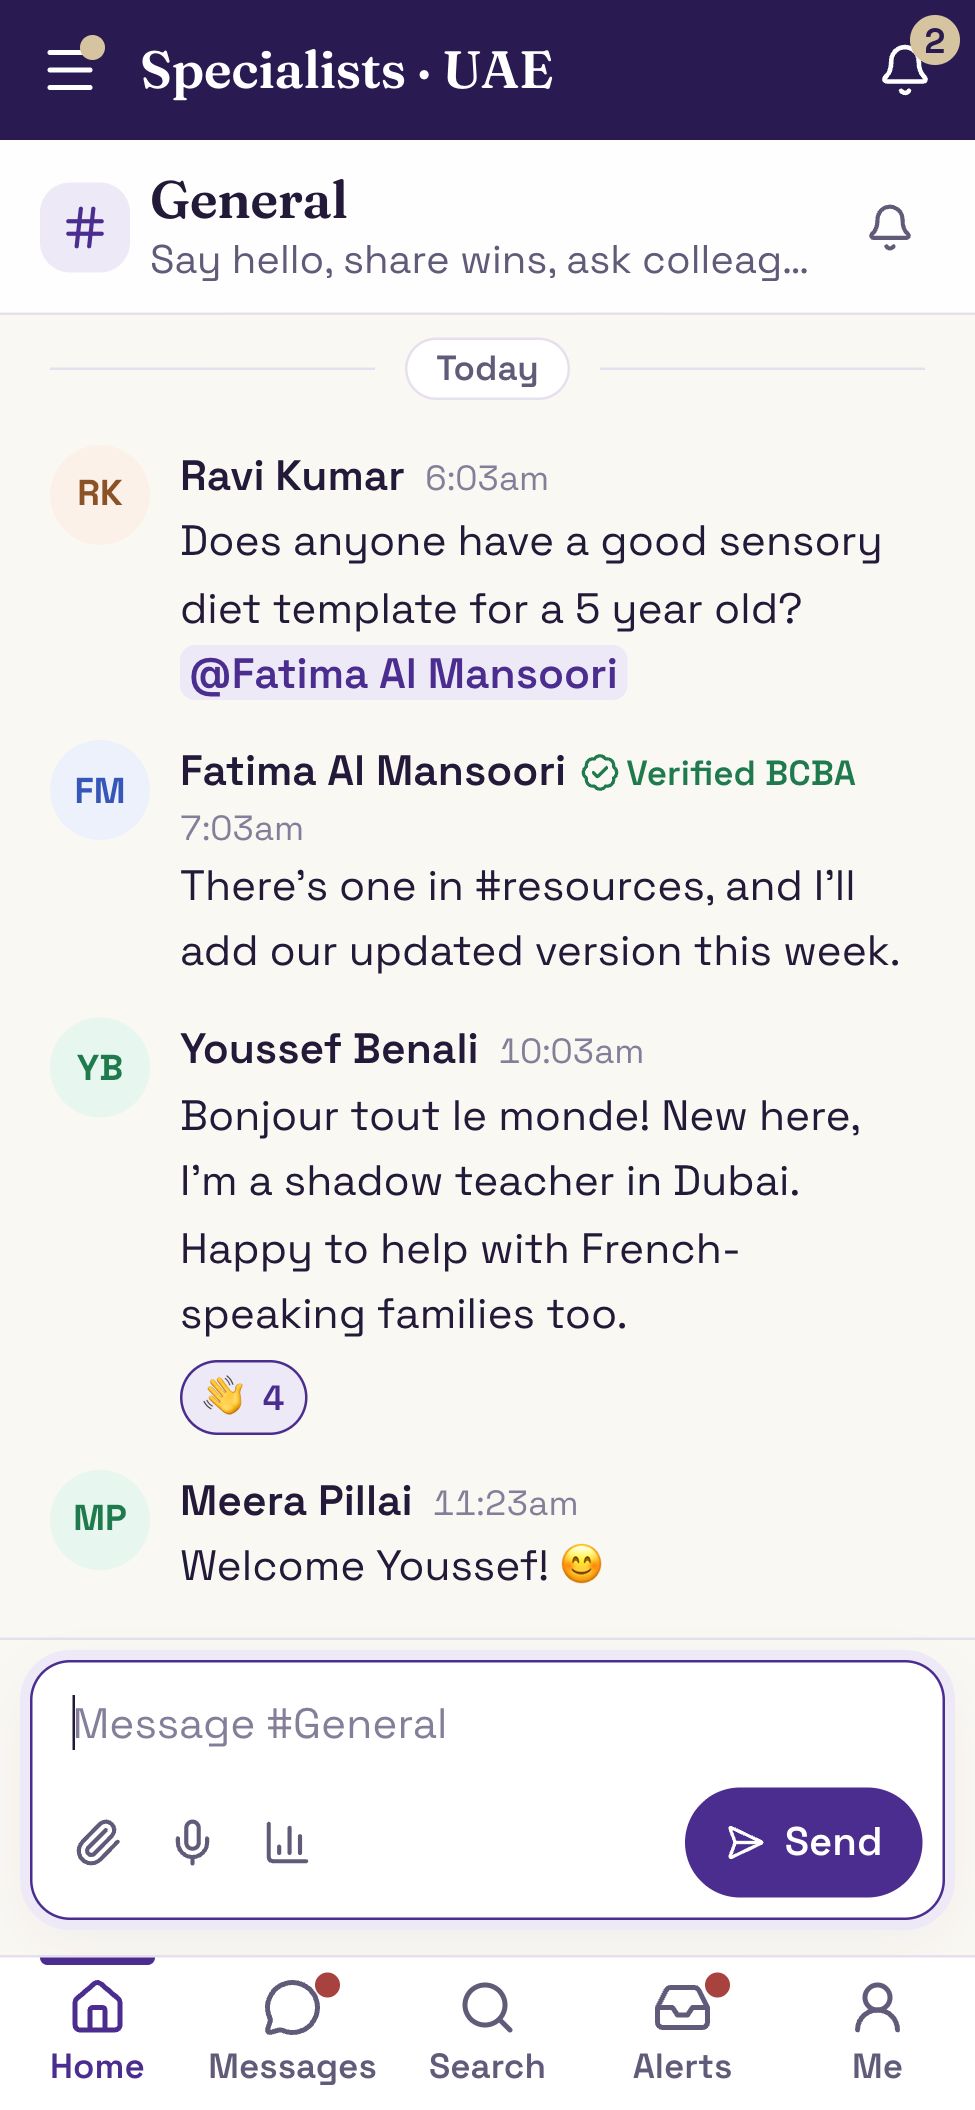 Specialists · UAE
2
#
General
Say hello, share wins, ask colleag...
Today
RK
Ravi Kumar 6:03am
Does anyone have a good sensory
diet template for a 5 year old?
@Fatima Al Mansoori
FM
Fatima Al Mansoori Verified BCBA
7:03am
There's one in #resources, and I'll
add our updated version this week.
YB
Youssef Benali 10:03am
Bonjour tout le monde! New here,
I'm a shadow teacher in Dubai.
Happy to help with French-
speaking families too.
👋 4
MP
Meera Pillai 11:23am
Welcome Youssef! 😊
Message #General
Send
Home Messages Search Alerts Me